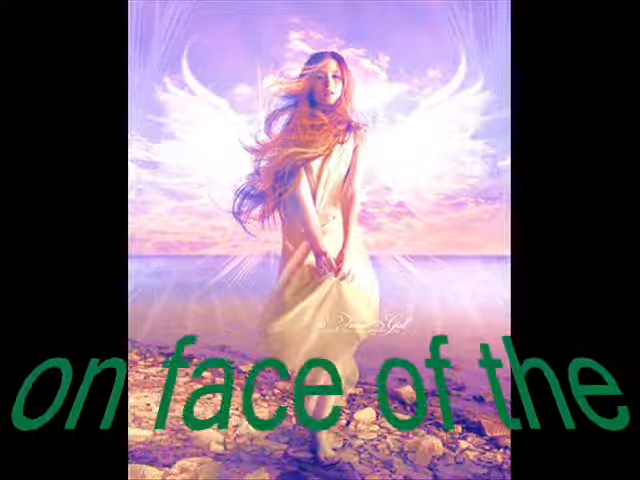 on face of the